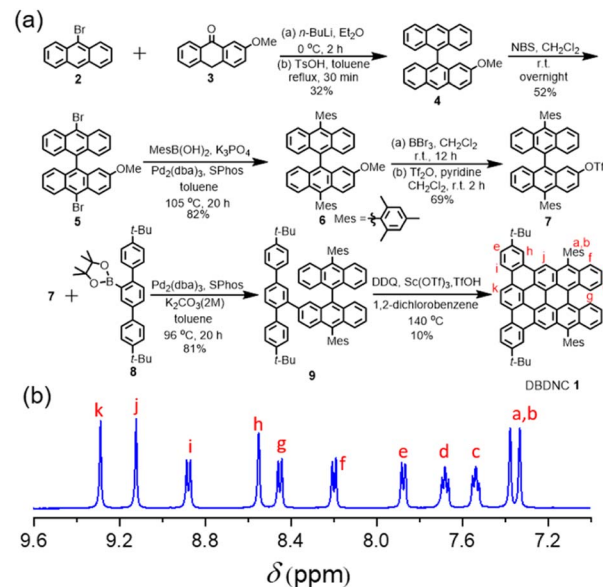 (a)
Br
2
+
O
OMe
3
(a) n-BuLi, Et2O
0 °C, 2 h
(b) TsOH, toluene
reflux, 30 min
32%
OMe
4
NBS, CH2Cl2
r.t.
overnight
52%
Br
OMe
Br
5
MesB(OH)2, K3PO4
Pd2(dba)3, SPhos
toluene
105 °C, 20 h
82%
Mes
OMe
Mes
6
Mes =
(a) BBr3, CH2Cl2
r.t., 12 h
(b) Tf2O, pyridine
CH2Cl2, r.t. 2 h
69%
Mes
OTf
Mes
7
7
+
O
B
O
t-Bu
t-Bu
8
Pd2(dba)3, SPhos
K2CO3(2M)
toluene
96 °C, 20 h
81%
t-Bu
Mes
Mes
t-Bu
9
DDQ, Sc(OTf)3,TfOH
1,2-dichlorobenzene
140 °C
10%
t-Bu
e
h
i
j
k
a,b
Mes
f
g
Mes
t-Bu
DBDNC 1
(b)
k
j
i
h
g
f
e
d
c
a,b
9.6
9.2
8.8
8.4
8.0
7.6
7.2
δ (ppm)